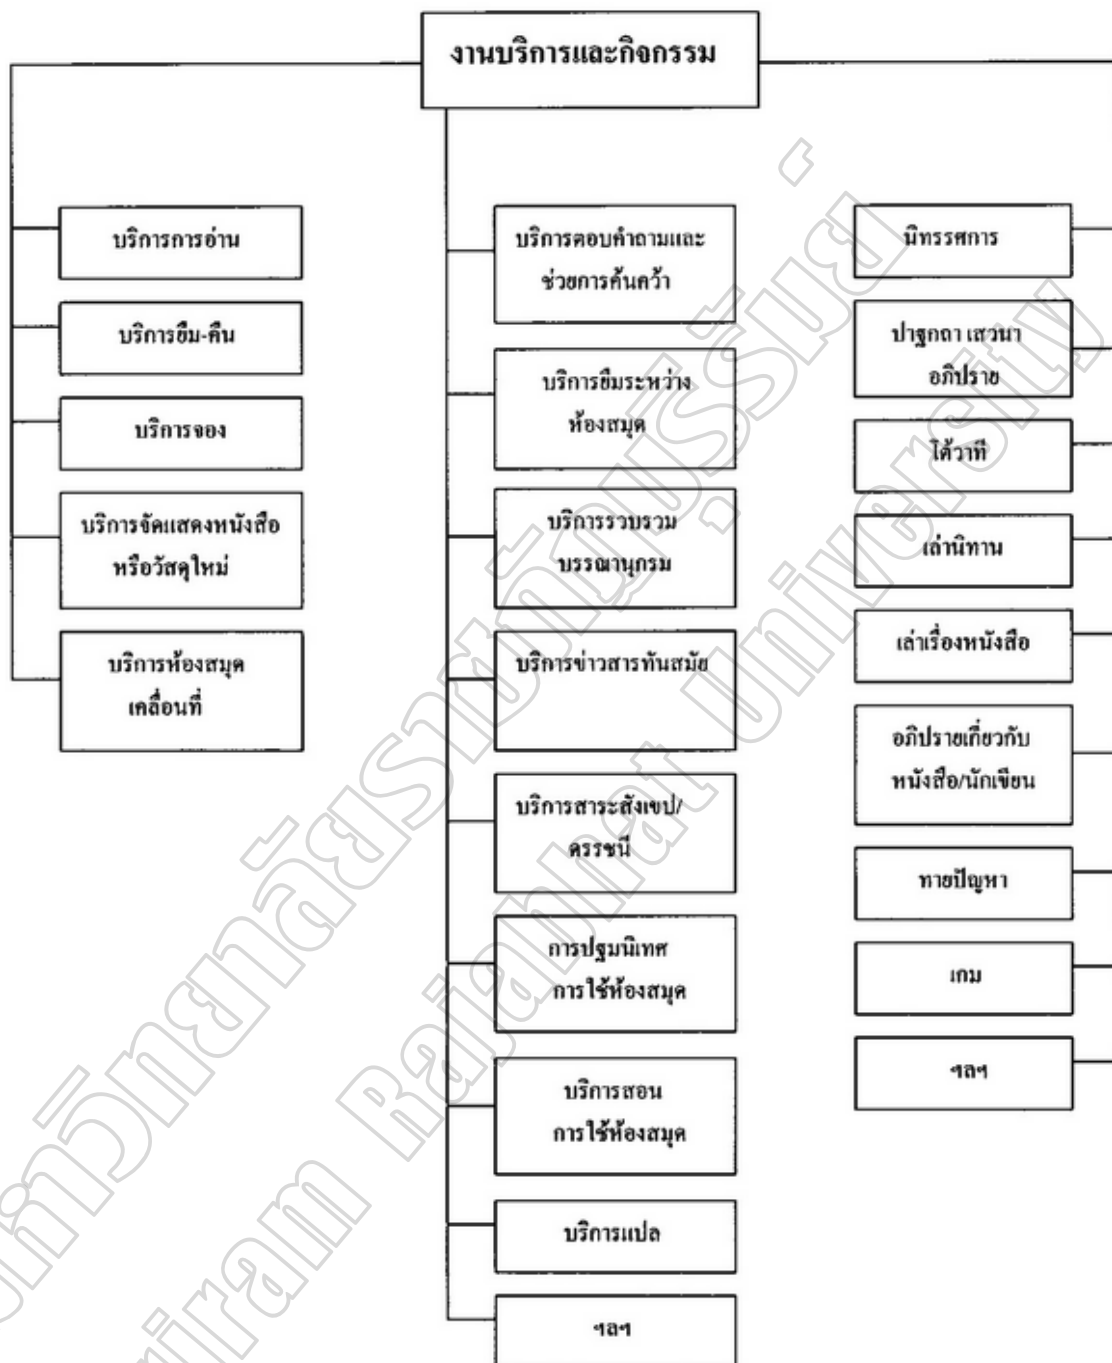 งานบริการและกิจกรรม
บริการการอ่าน
บริการยืม-คืน
บริการจอง
บริการจัดแสดงหนังสือ
หรือวัสดุใหม่
บริการห้องสมุด
เคลื่อนที่
บริการตอบคำถามและ
ช่วยการค้นคว้า
บริการยืมระหว่าง
ห้องสมุด
บริการรวบรวม
บรรณานุกรม
บริการข่าวสารทันสมัย
บริการสาระสังเขป/
ดรรชนี
การปฐมนิเทศ
การใช้ห้องสมุด
บริการสอน
การใช้ห้องสมุด
บริการแปล
ฯลฯ
นิทรรศการ
ปาฐกถา เสวนา
อภิปราย
โต้วาที
เล่านิทาน
เล่าเรื่องหนังสือ
อภิปรายเกี่ยวกับ
หนังสือ/นักเขียน
ทายปัญหา
เกม
ฯลฯ
Rajabhat University